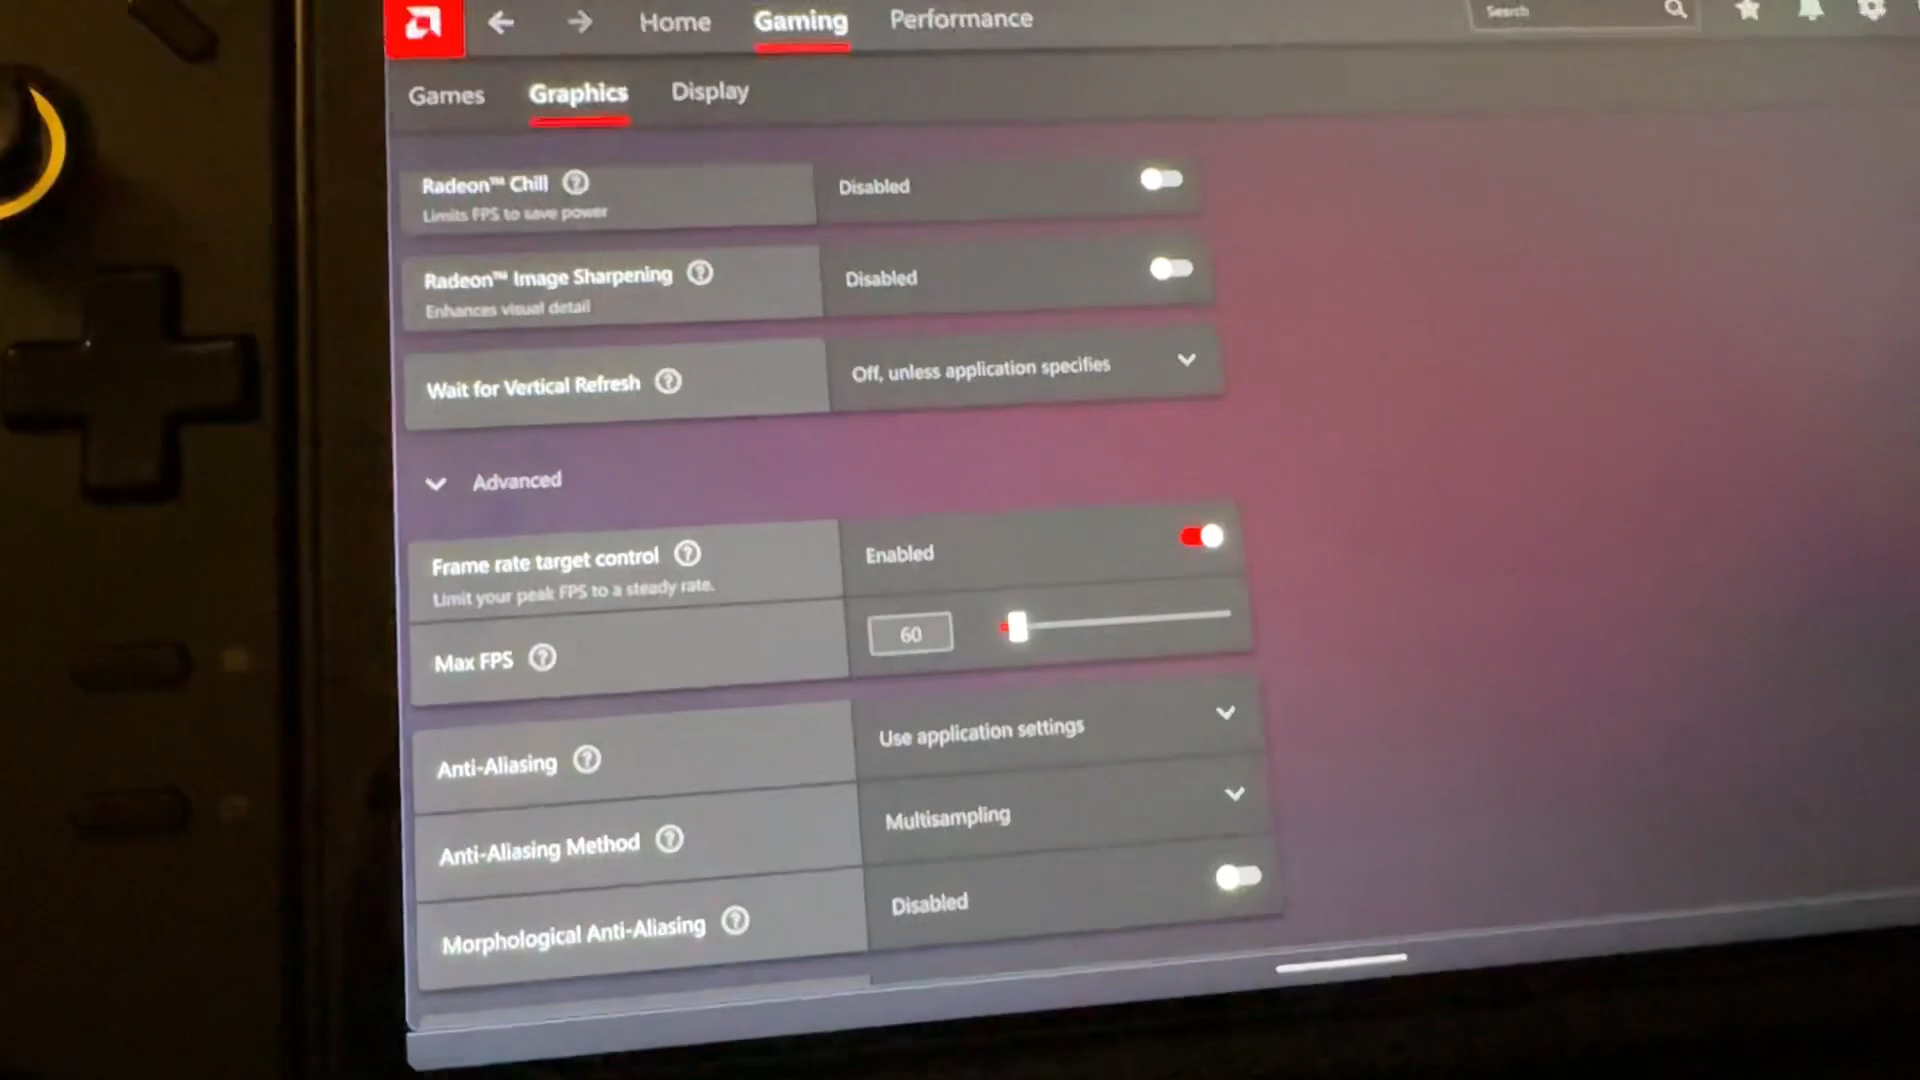 Home
Gaming
Performance
Search
Games
Graphics
Display
Radeon™ Chill
Limits FPS to save power
Disabled
Radeon™ Image Sharpening
Enhances visual detail
Disabled
Wait for Vertical Refresh
Off, unless application specifies
Advanced
Frame rate target control
Limit your peak FPS to a steady rate.
Enabled
Max FPS
60
Anti-Aliasing
Use application settings
Anti-Aliasing Method
Multisampling
Morphological Anti-Aliasing
Disabled